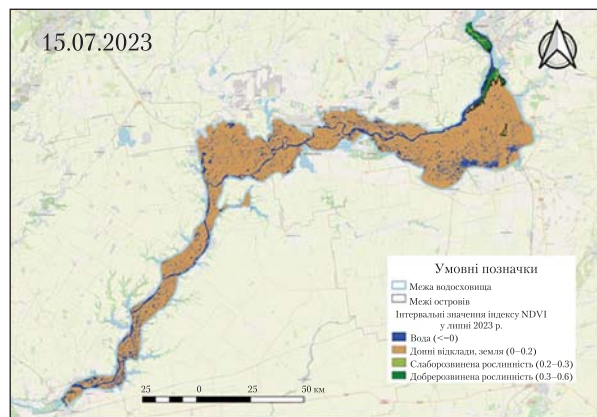 15.07.2023
Умовні позначки
Межа водосховища
Межі островів
Інтервальні значення індексу NDVI
у липні 2023 р.
Вода (<=0)
Донні відклади, земля (0–0.2)
Слаборозвинена рослинність (0.2–0.3)
Доброрезвинена рослинність (0.3–0.6)
25 0 25 50 км